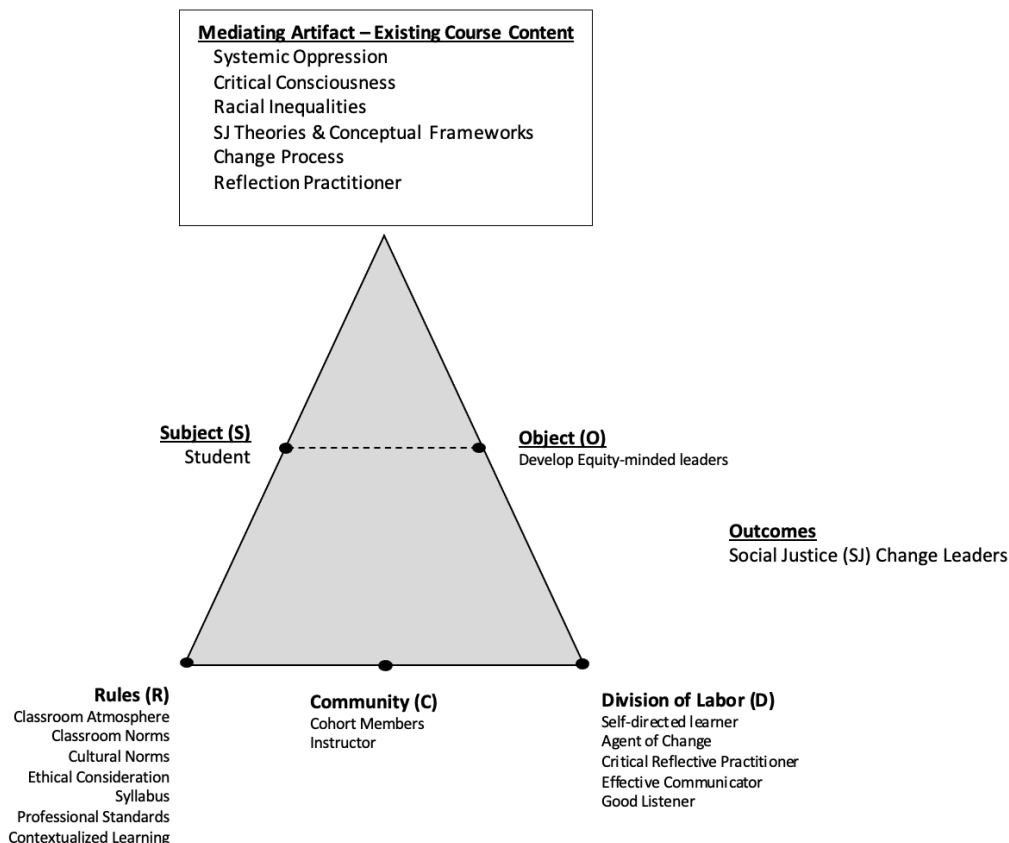 Mediating Artifact – Existing Course Content
Systemic Oppression
Critical Consciousness
Racial Inequalities
SJ Theories & Conceptual Frameworks
Change Process
Reflection Practitioner
Subject (S)
Student
Object (O)
Develop Equity-minded leaders
Outcomes
Social Justice (SJ) Change Leaders
Rules (R)
Classroom Atmosphere
Classroom Norms
Cultural Norms
Ethical Consideration
Syllabus
Professional Standards
Contextualized Learning
Community (C)
Cohort Members
Instructor
Division of Labor (D)
Self-directed learner
Agent of Change
Critical Reflective Practitioner
Effective Communicator
Good Listener